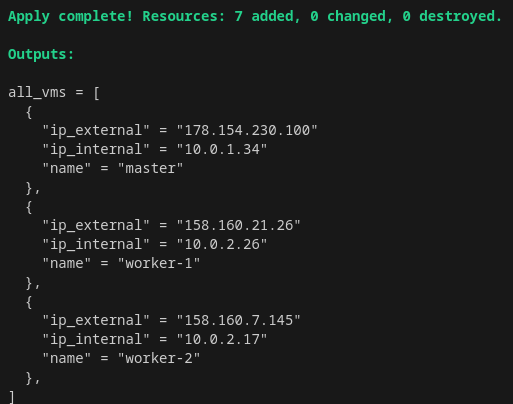 Apply complete! Resources: 7 added, 0 changed, 0 destroyed.
Outputs:
all_vms = [
  {
    "ip_external" = "178.154.230.100"
    "ip_internal" = "10.0.1.34"
    "name" = "master"
  },
  {
    "ip_external" = "158.160.21.26"
    "ip_internal" = "10.0.2.26"
    "name" = "worker-1"
  },
  {
    "ip_external" = "158.160.7.145"
    "ip_internal" = "10.0.2.17"
    "name" = "worker-2"
  },
]